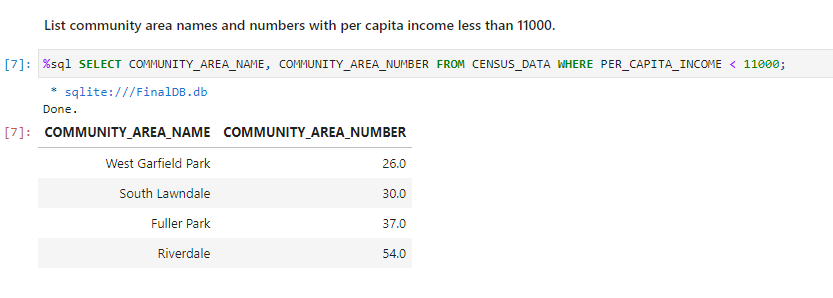 List community area names and numbers with per capita income less than 11000.
[7]: %sql SELECT COMMUNITY_AREA_NAME, COMMUNITY_AREA_NUMBER FROM CENSUS_DATA WHERE PER_CAPITA_INCOME < 11000;
* sqlite:///FinalDB.db
Done.
[7]: COMMUNITY_AREA_NAME COMMUNITY_AREA_NUMBER
West Garfield Park 26.0
South Lawndale 30.0
Fuller Park 37.0
Riverdale 54.0